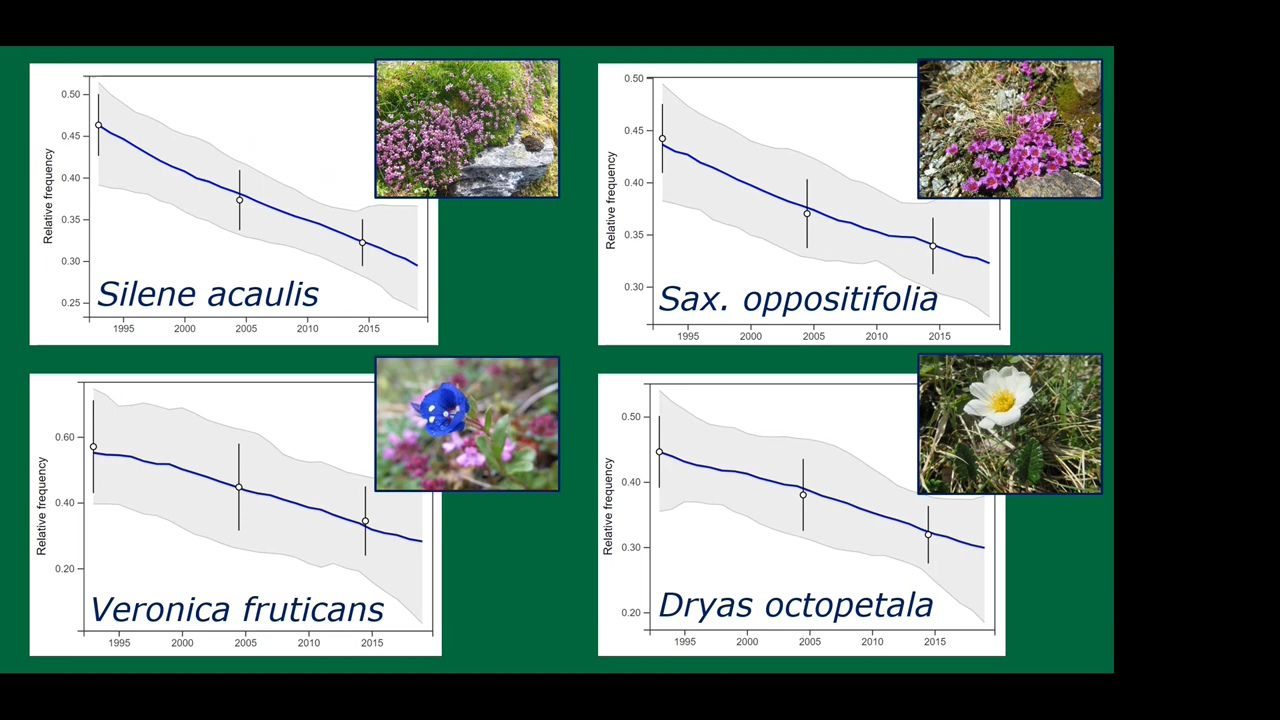 0.50
0.45
0.40
0.35
0.30
0.25
Relative frequency
Silene acaulis
1995 2000 2005 2010 2015
0.50
0.45
0.40
0.35
0.30
Relative frequency
Sax. oppositifolia
1995 2000 2005 2010 2015
0.60
0.40
0.20
Relative frequency
Veronica fruticans
1995 2000 2005 2010 2015
0.50
0.40
0.30
0.20
Relative frequency
Dryas octopetala
1995 2000 2005 2010 2015